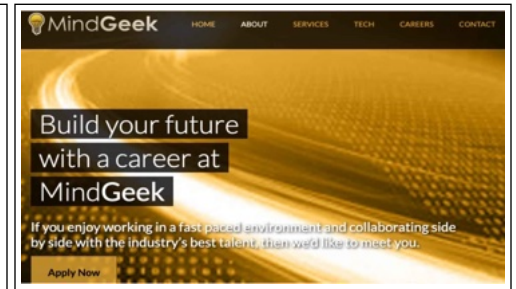 MindGeek HOME ABOUT SERVICES TECH CAREERS CONTACT
Build your future
with a career at
MindGeek
If you enjoy working in a fast paced environment and collaborating side
by side with the industry's best talent, then we'd like to meet you.
Apply Now